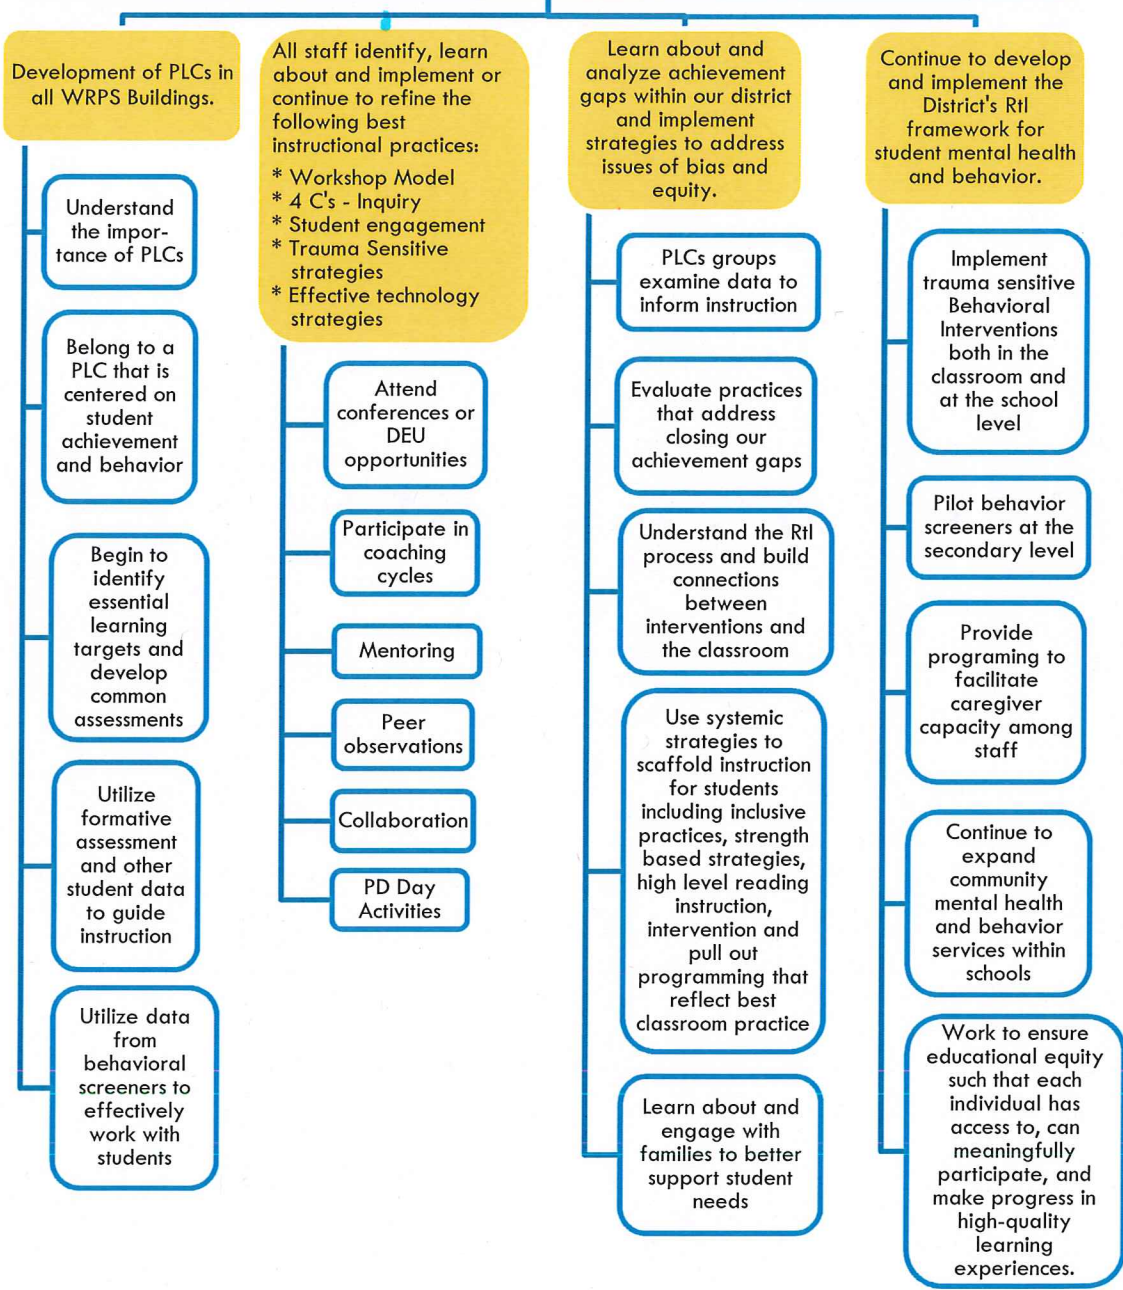 Development of PLCs in
all WRPS Buildings.
Understand
the impor-
tance of PLCs
Belong to a
PLC that is
centered on
student
achievement
and behavior
Begin to
identify
essential
learning
targets and
develop
common
assessments
Utilize
formative
assessment
and other
student data
to guide
instruction
Utilize data
from
behavioral
screeners to
effectively
work with
students
All staff identify, learn
about and implement or
continue to refine the
following best
instructional practices:
* Workshop Model
* 4 C's - Inquiry
* Student engagement
* Trauma Sensitive
strategies
* Effective technology
strategies
Attend
conferences or
DEU
opportunities
Participate in
coaching
cycles
Mentoring
Peer
observations
Collaboration
PD Day
Activities
Learn about and
analyze achievement
gaps within our district
and implement
strategies to address
issues of bias and
equity.
PLCs groups
examine data to
inform instruction
Evaluate practices
that address
closing our
achievement gaps
Understand the RtI
process and build
connections
between
interventions and
the classroom
Use systemic
strategies to
scaffold instruction
for students
including inclusive
practices, strength
based strategies,
high level reading
instruction,
intervention and
pull out
programming that
reflect best
classroom practice
Learn about and
engage with
families to better
support student
needs
Continue to develop
and implement the
District's RtI
framework for
student mental health
and behavior.
Implement
trauma sensitive
Behavioral
Interventions
both in the
classroom and
at the school
level
Pilot behavior
screeners at the
secondary level
Provide
programing to
facilitate
caregiver
capacity among
staff
Continue to
expand
community
mental health
and behavior
services within
schools
Work to ensure
educational equity
such that each
individual has
access to, can
meaningfully
participate, and
make progress in
high-quality
learning
experiences.